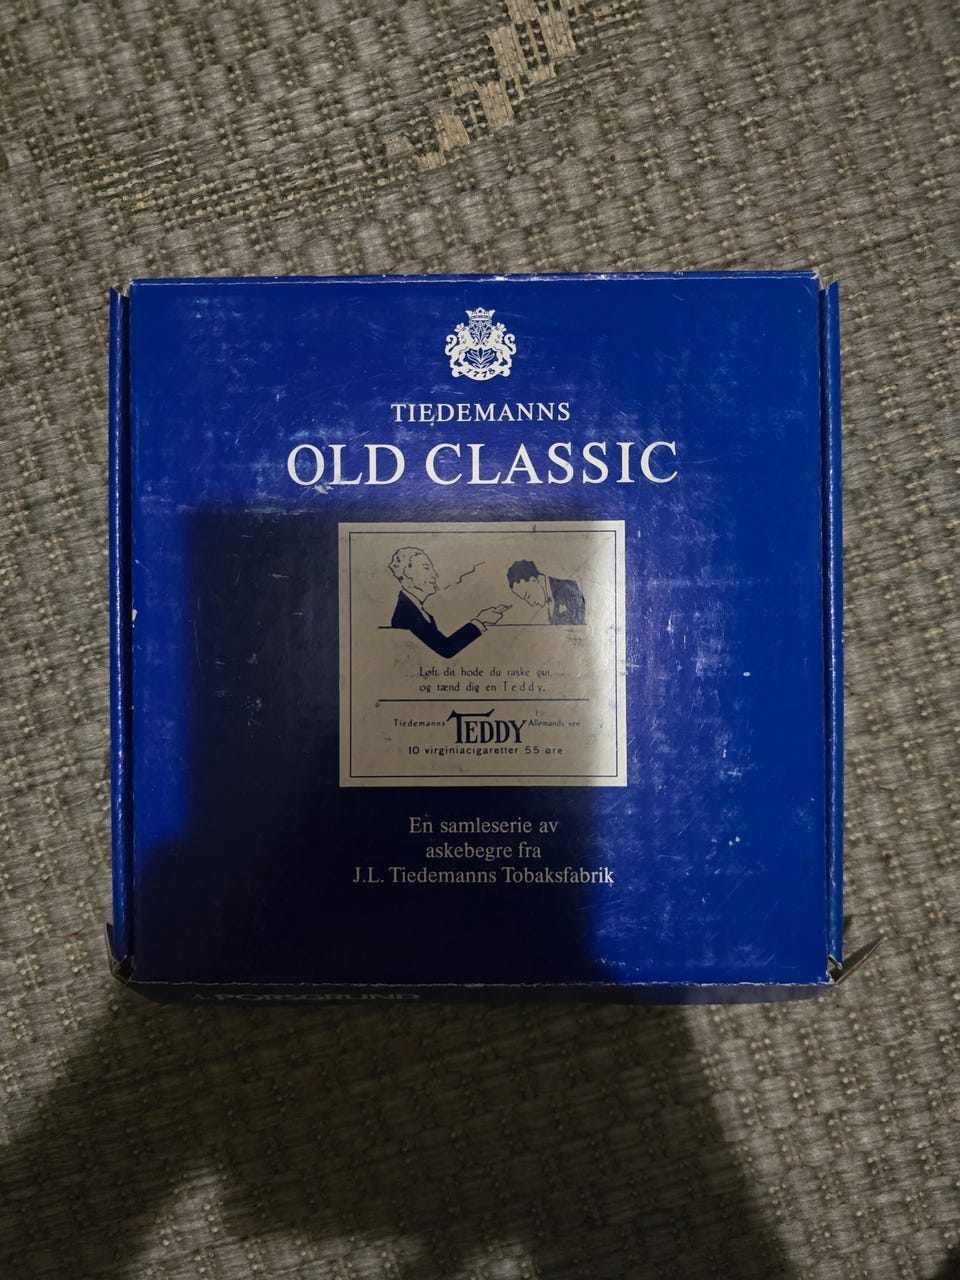 1778
TIEDEMANNS
OLD CLASSIC
Løft dit hode du raske gut,
og tænd dig en Teddy.
Tiedemanns TEDDY Allemands ven
10 virginiacigaretter 55 øre
En samleserie av
askebegre fra
J.L. Tiedemanns Tobaksfabrik
PORSGRUND